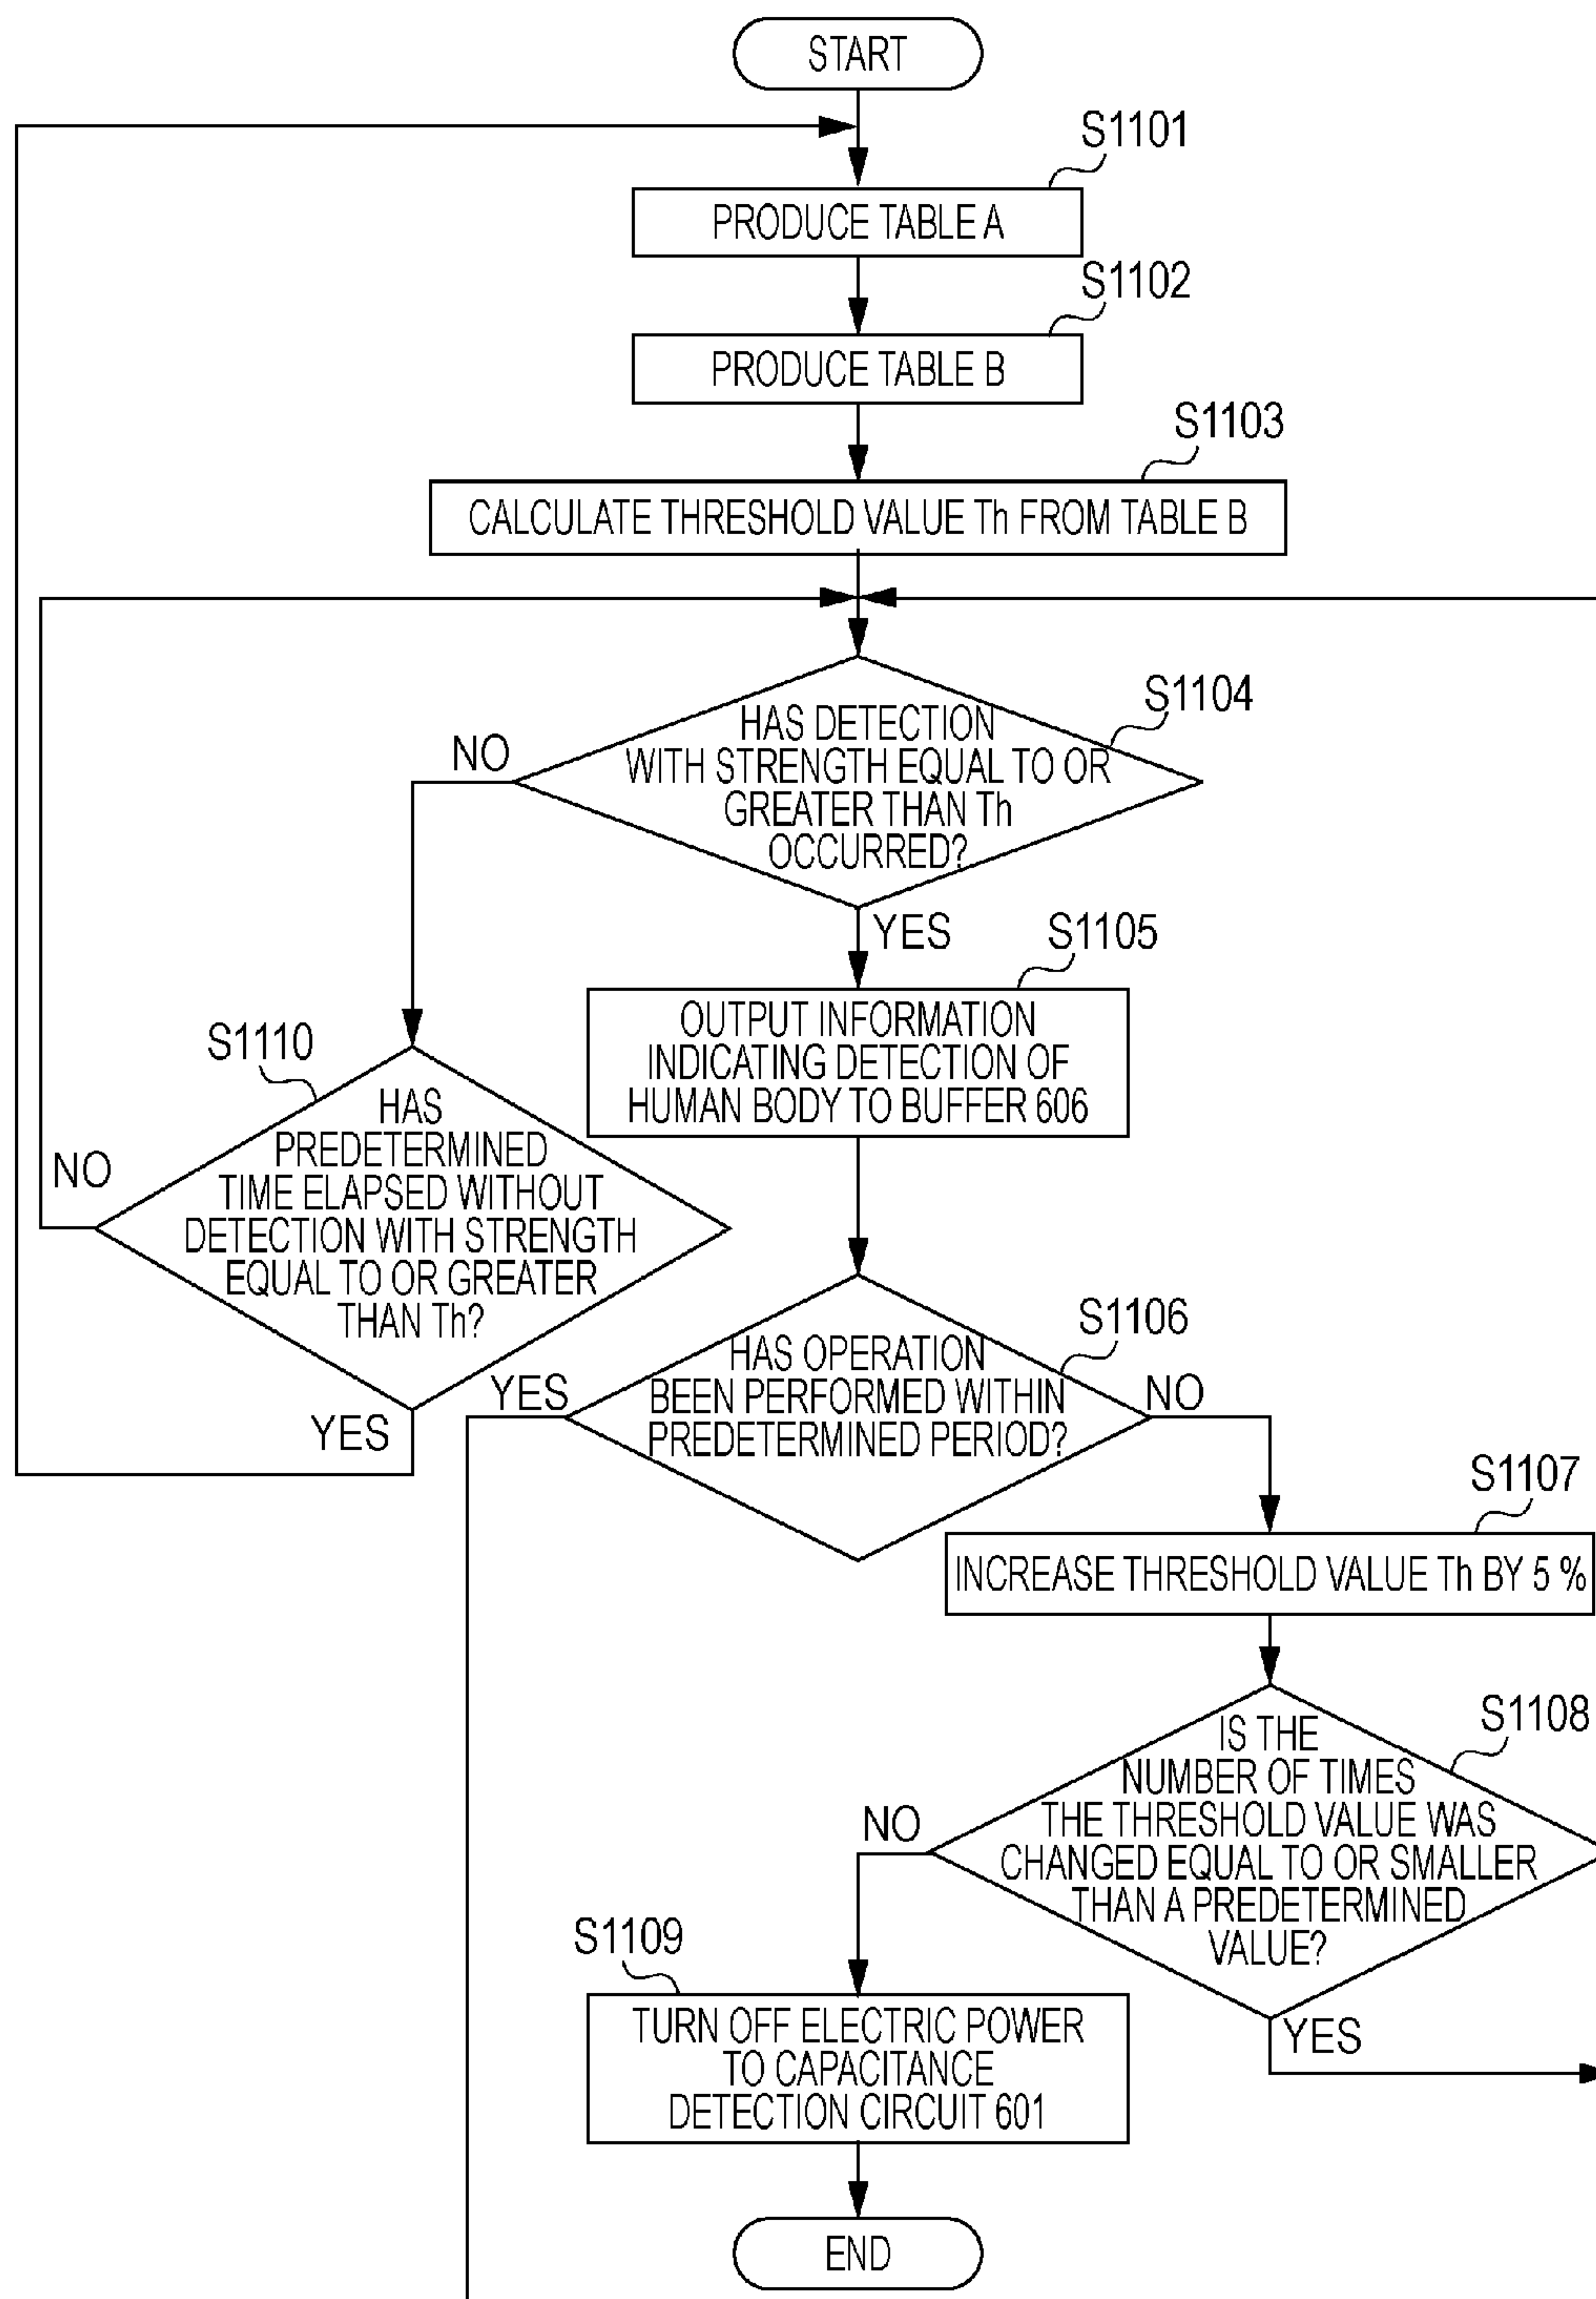 START
S1101
PRODUCE TABLE A
S1102
PRODUCE TABLE B
S1103
CALCULATE THRESHOLD VALUE Th FROM TABLE B
S1104
HAS DETECTION
WITH STRENGTH EQUAL TO OR
GREATER THAN Th
OCCURRED?
NO
YES
S1105
OUTPUT INFORMATION
INDICATING DETECTION OF
HUMAN BODY TO BUFFER 606
S1110
HAS
PREDETERMINED
TIME ELAPSED WITHOUT
DETECTION WITH STRENGTH
EQUAL TO OR GREATER
THAN Th?
NO
YES
S1106
HAS OPERATION
BEEN PERFORMED WITHIN
PREDETERMINED PERIOD?
YES
NO
S1107
INCREASE THRESHOLD VALUE Th BY 5 %
S1108
IS THE
NUMBER OF TIMES
THE THRESHOLD VALUE WAS
CHANGED EQUAL TO OR SMALLER
THAN A PREDETERMINED
VALUE?
NO
YES
S1109
TURN OFF ELECTRIC POWER
TO CAPACITANCE
DETECTION CIRCUIT 601
END